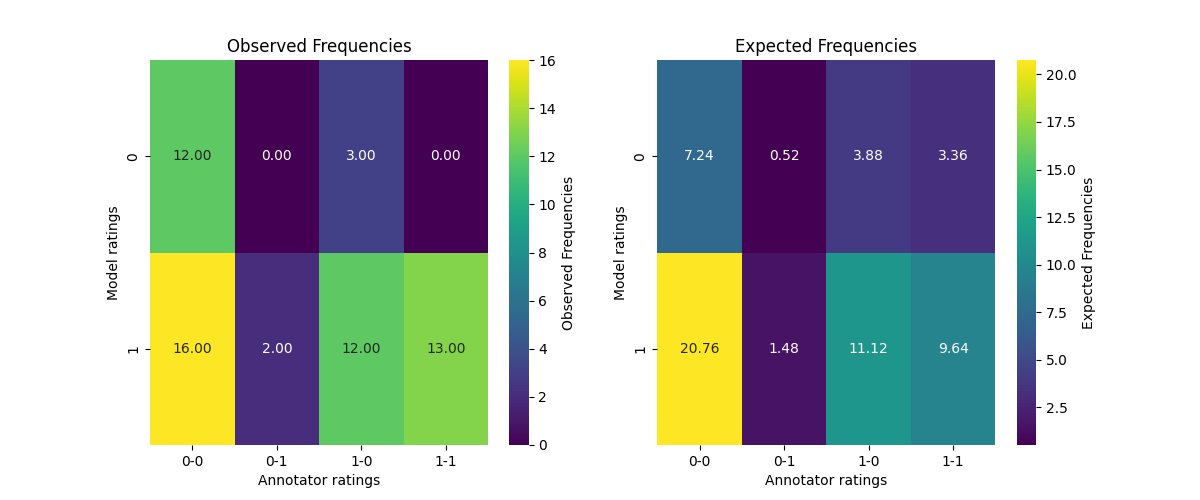 Observed Frequencies
Model ratings
0
1
12.00 0.00 3.00 0.00
16.00 2.00 12.00 13.00
0-0 0-1 1-0 1-1
Annotator ratings
16
14
12
10
8
6
4
2
0
Observed Frequencies
Expected Frequencies
Model ratings
0
1
7.24 0.52 3.88 3.36
20.76 1.48 11.12 9.64
0-0 0-1 1-0 1-1
Annotator ratings
20.0
17.5
15.0
12.5
10.0
7.5
5.0
2.5
Expected Frequencies